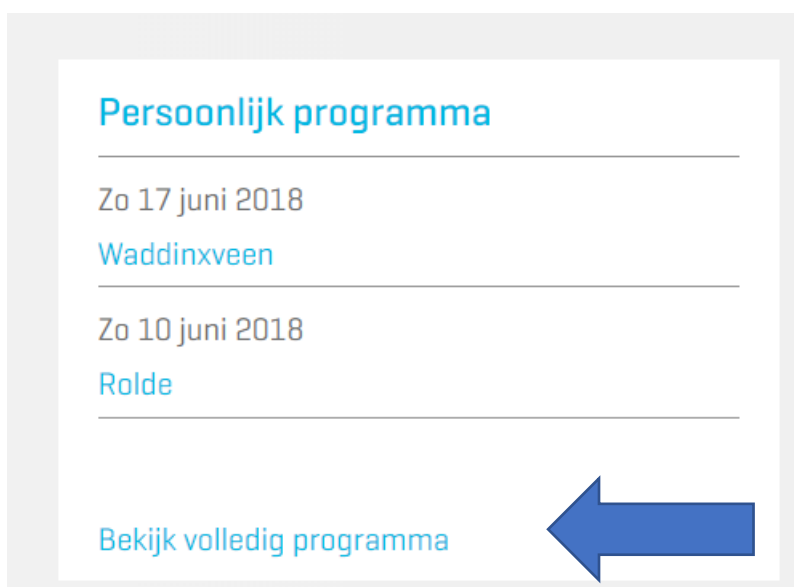 Persoonlijk programma
Zo 17 juni 2018
Waddinxveen
Zo 10 juni 2018
Rolde
Bekijk volledig programma